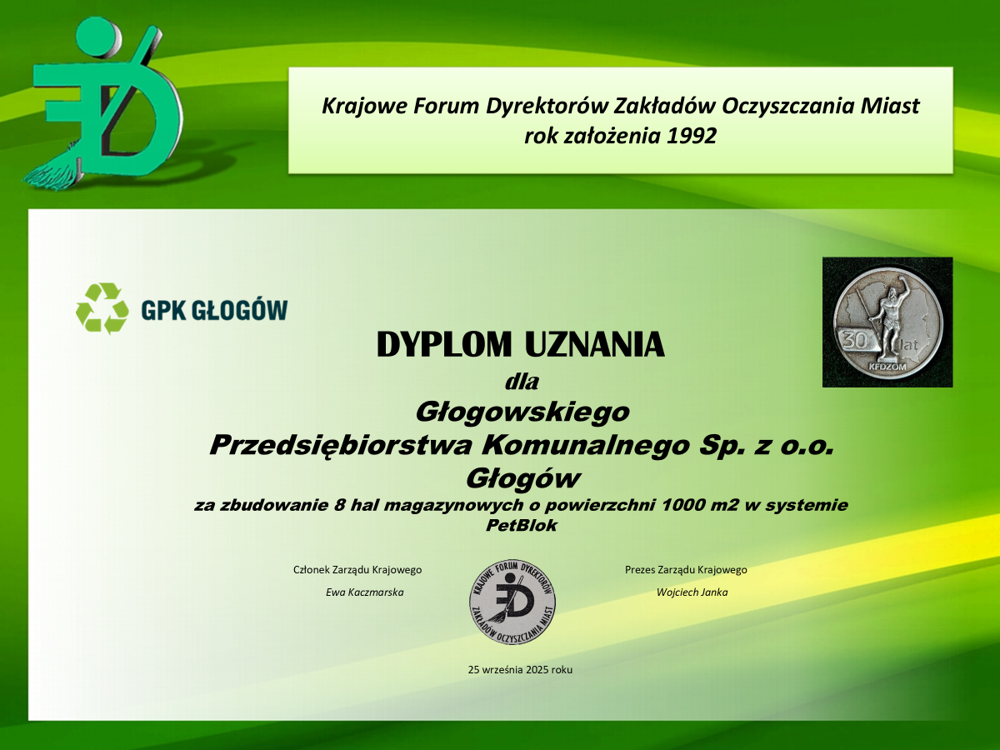 Krajowe Forum Dyrektorów Zakładów Oczyszczania Miast
rok założenia 1992
GPK GŁOGÓW
30 lat
KFDZOM
DYPLOM UZNANIA
dla
Głogowskiego
Przedsiębiorstwa Komunalnego Sp. z o.o.
Głogów
za zbudowanie 8 hal magazynowych o powierzchni 1000 m2 w systemie
PetBlok
Członek Zarządu Krajowego
Ewa Kaczmarska
KRAJOWE FORUM DYREKTORÓW
ZAKŁADÓW OCZYSZCZANIA MIAST
Prezes Zarządu Krajowego
Wojciech Janka
25 września 2025 roku